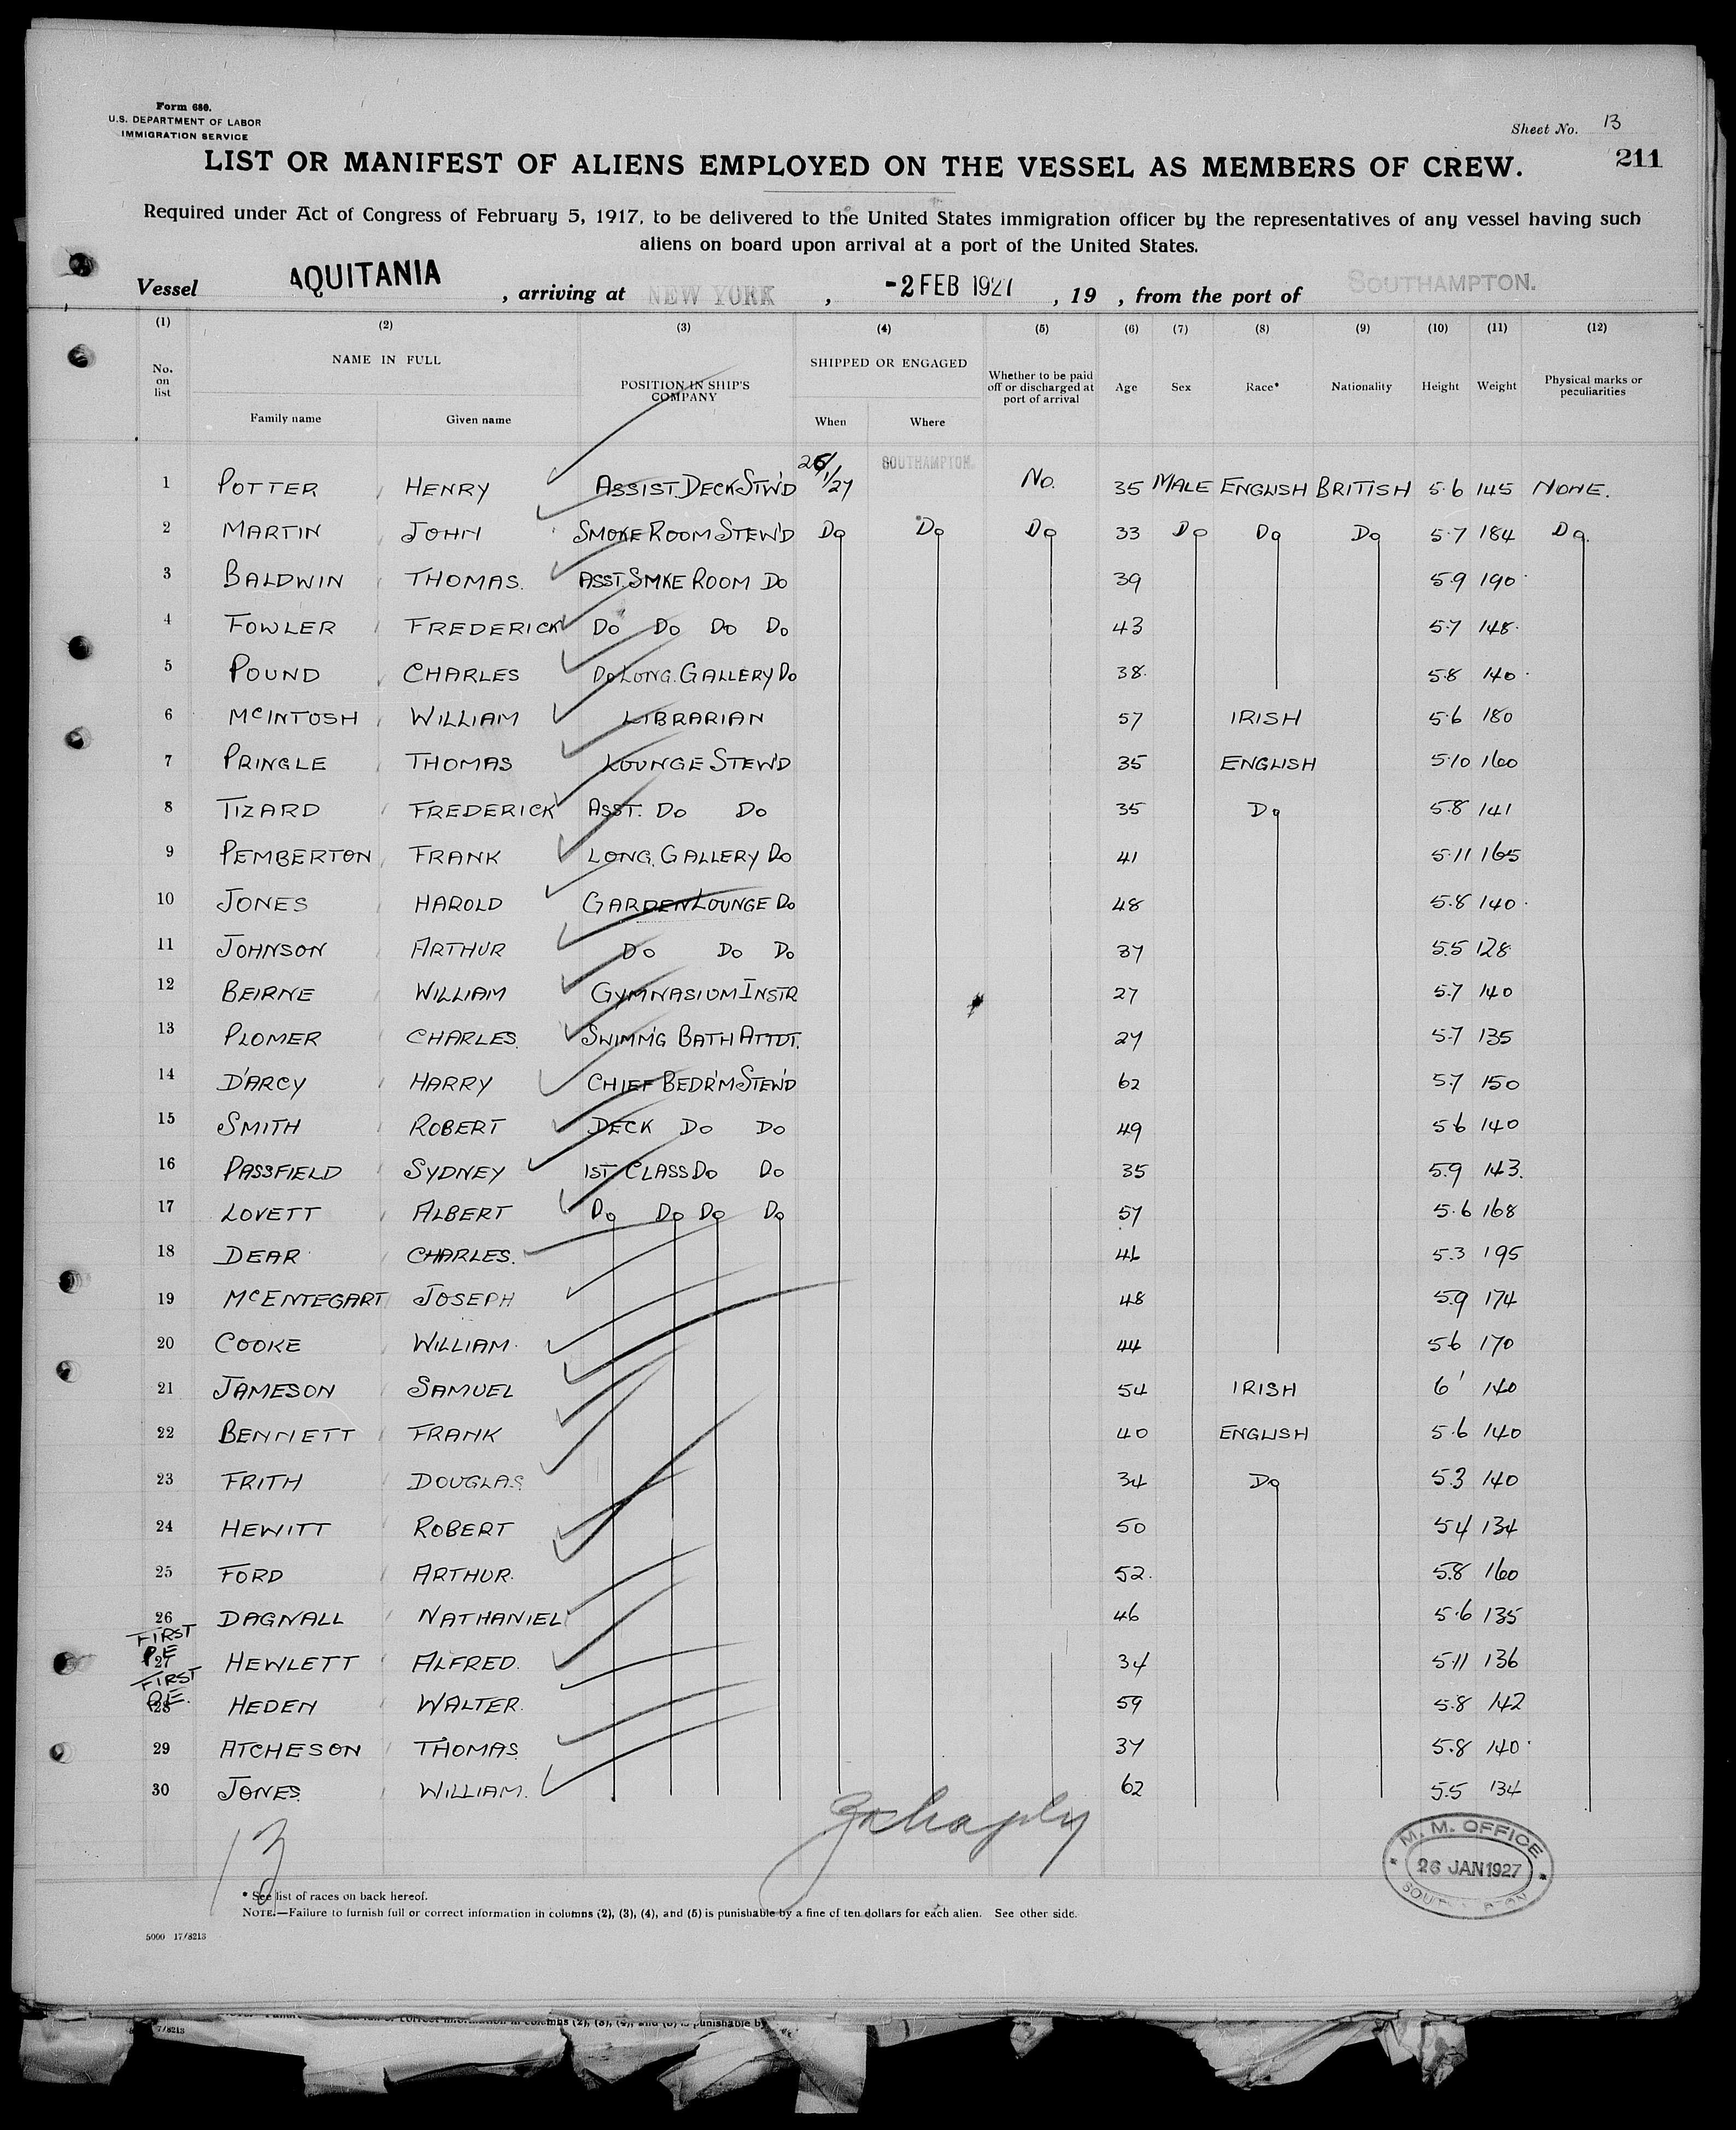 Form 680.
U.S. DEPARTMENT OF LABOR
IMMIGRATION SERVICE
Sheet No. 13
211
LIST OR MANIFEST OF ALIENS EMPLOYED ON THE VESSEL AS MEMBERS OF CREW.
Required under Act of Congress of February 5, 1917, to be delivered to the United States immigration officer by the representatives of any vessel having such
aliens on board upon arrival at a port of the United States.
Vessel AQUITANIA, arriving at NEW YORK, -2 FEB 1927, 19 , from the port of SOUTHAMPTON.
(1) (2) (3) (4) (5) (6) (7) (8) (9) (10) (11) (12)
No. on list NAME IN FULL Family name Given name POSITION IN SHIP'S COMPANY SHIPPED OR ENGAGED When Where Whether to be paid off or discharged at port of arrival Age Sex Race* Nationality Height Weight Physical marks or peculiarities
1 POTTER HENRY ASSIST. DECK STW'D 26/1/27 SOUTHAMPTON. No. 35 MALE ENGLISH BRITISH 5.6 145 NONE.
2 MARTIN JOHN SMOKE ROOM STEW'D Do Do Do 33 Do Do Do 5.7 184 Do.
3 BALDWIN THOMAS. ASST. SMKE ROOM Do 39 5.9 190
4 FOWLER FREDERICK Do Do Do Do 43 5.7 148
5 POUND CHARLES Do LONG. GALLERY Do 38 5.8 140
6 McINTOSH WILLIAM LIBRARIAN 57 IRISH 5.6 180
7 PRINGLE THOMAS LOUNGE STEW'D 35 ENGLISH 5.10 160
8 TIZARD FREDERICK ASST. Do Do 35 Do 5.8 141
9 PEMBERTON FRANK LONG. GALLERY Do 41 5.11 165
10 JONES HAROLD GARDEN LOUNGE Do 48 5.8 140
11 JOHNSON ARTHUR Do Do Do 37 5.5 128
12 BEIRNE WILLIAM GYMNASIUM INSTR 27 5.7 140
13 PLOMER CHARLES. SWIMM'G BATH ATTDT. 27 5.7 135
14 D'ARCY HARRY CHIEF BEDR'M STEW'D 62 5.7 150
15 SMITH ROBERT DECK Do Do 49 5.6 140
16 PASSFIELD SYDNEY 1ST. CLASS Do Do 35 5.9 143.
17 LOVETT ALBERT Do Do Do Do 57 5.6 168
18 DEAR CHARLES. 46 5.3 195
19 McENTEGART JOSEPH 48 5.9 174
20 COOKE WILLIAM. 44 5.6 170
21 JAMESON SAMUEL 54 IRISH 6' 140
22 BENNETT FRANK 40 ENGLISH 5.6 140
23 FRITH DOUGLAS 34 Do 5.3 140
24 HEWITT ROBERT 50 5.4 134
25 FORD ARTHUR. 52. 5.8 160
26 DAGNALL NATHANIEL 46 5.6 135
FIRST P.E.
27 HEWLETT ALFRED. 34 5.11 136
FIRST P.E.
28 HEDEN WALTER. 59 5.8 142
29 ATCHESON THOMAS 37 5.8 140
30 JONES. WILLIAM. 62 5.5 134
13
M. M. OFFICE
26 JAN 1927
* See list of races on back hereof.
NOTE.—Failure to furnish full or correct information in columns (2), (3), (4), and (5) is punishable by a fine of ten dollars for each alien. See other side.
5000 17/8213
7/8213